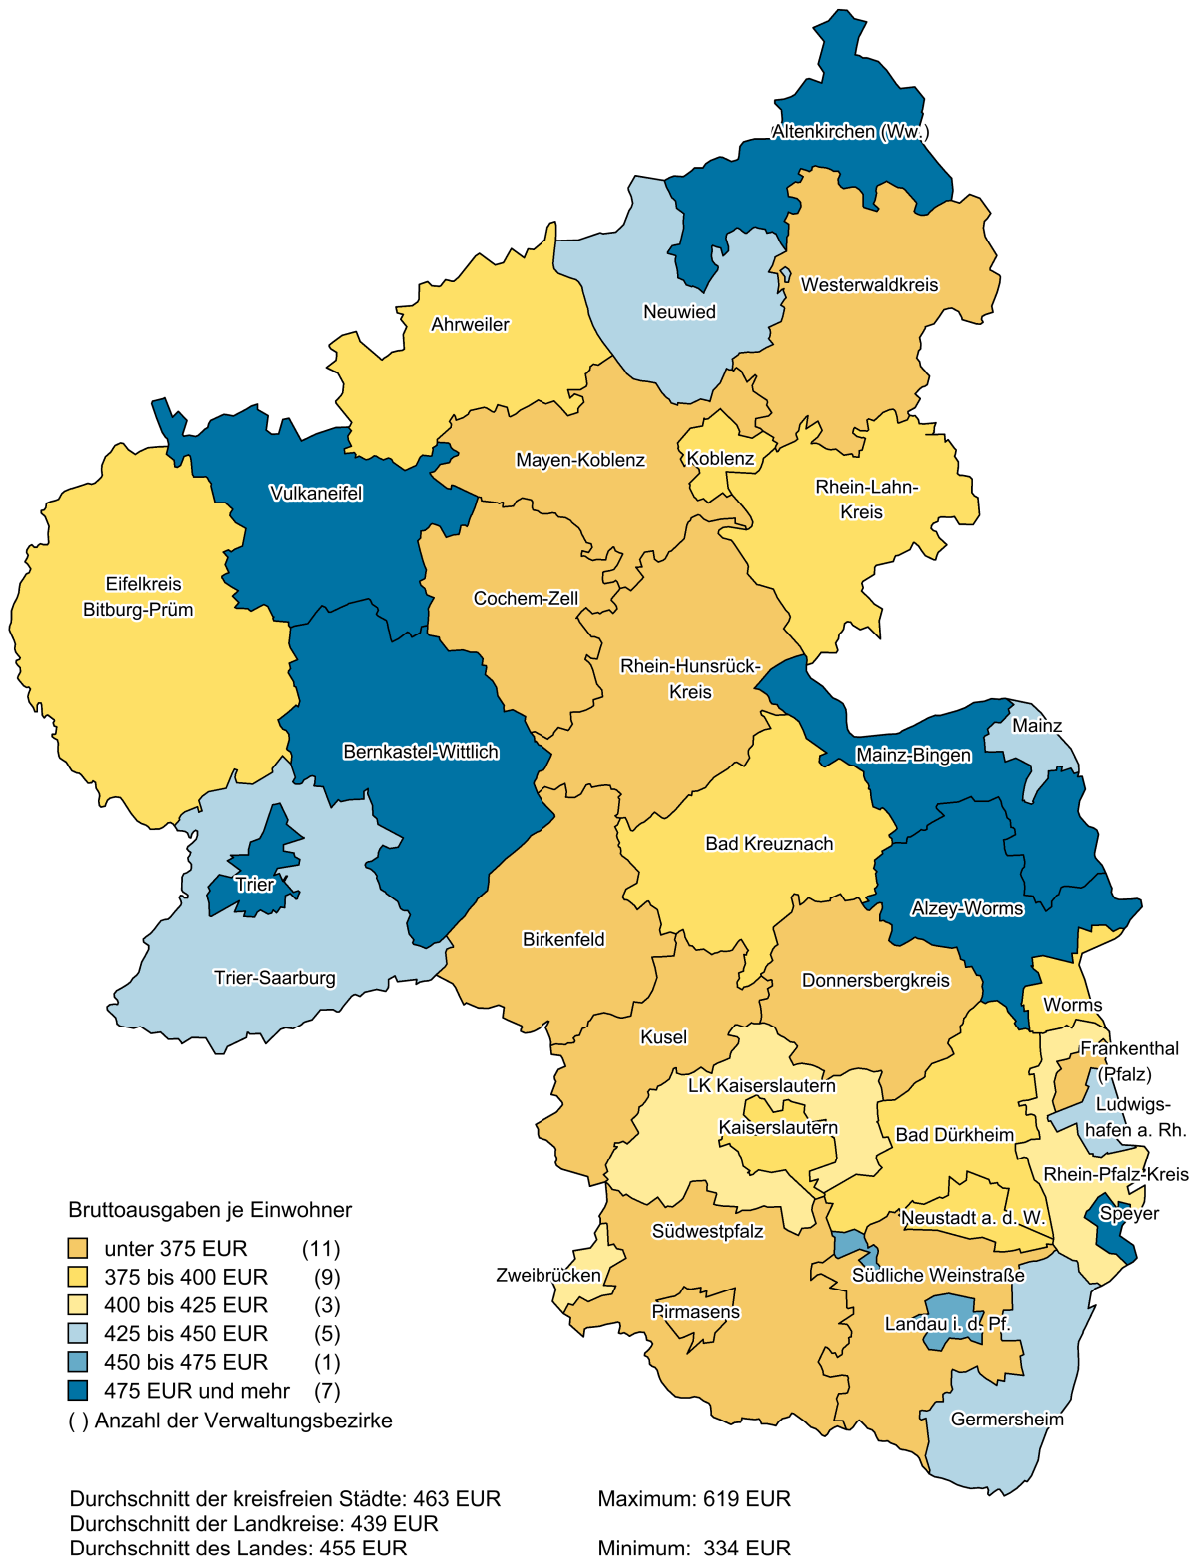 Altenkirchen (Ww.)
Westerwaldkreis
Neuwied
Ahrweiler
Mayen-Koblenz
Koblenz
Rhein-Lahn-
Kreis
Vulkaneifel
Eifelkreis
Bitburg-Prüm
Cochem-Zell
Rhein-Hunsrück-
Kreis
Mainz
Bernkastel-Wittlich
Mainz-Bingen
Bad Kreuznach
Trier
Alzey-Worms
Birkenfeld
Trier-Saarburg
Donnersbergkreis
Worms
Kusel
Frankenthal
(Pfalz)
LK Kaiserslautern
Ludwigs-
hafen a. Rh.
Kaiserslautern
Bad Dürkheim
Rhein-Pfalz-Kreis
Speyer
Neustadt a. d. W.
Südwestpfalz
Zweibrücken
Südliche Weinstraße
Pirmasens
Landau i. d. Pf.
Germersheim
Bruttoausgaben je Einwohner
unter 375 EUR (11)
375 bis 400 EUR (9)
400 bis 425 EUR (3)
425 bis 450 EUR (5)
450 bis 475 EUR (1)
475 EUR und mehr (7)
( ) Anzahl der Verwaltungsbezirke
Durchschnitt der kreisfreien Städte: 463 EUR
Durchschnitt der Landkreise: 439 EUR
Durchschnitt des Landes: 455 EUR
Maximum: 619 EUR
Minimum: 334 EUR